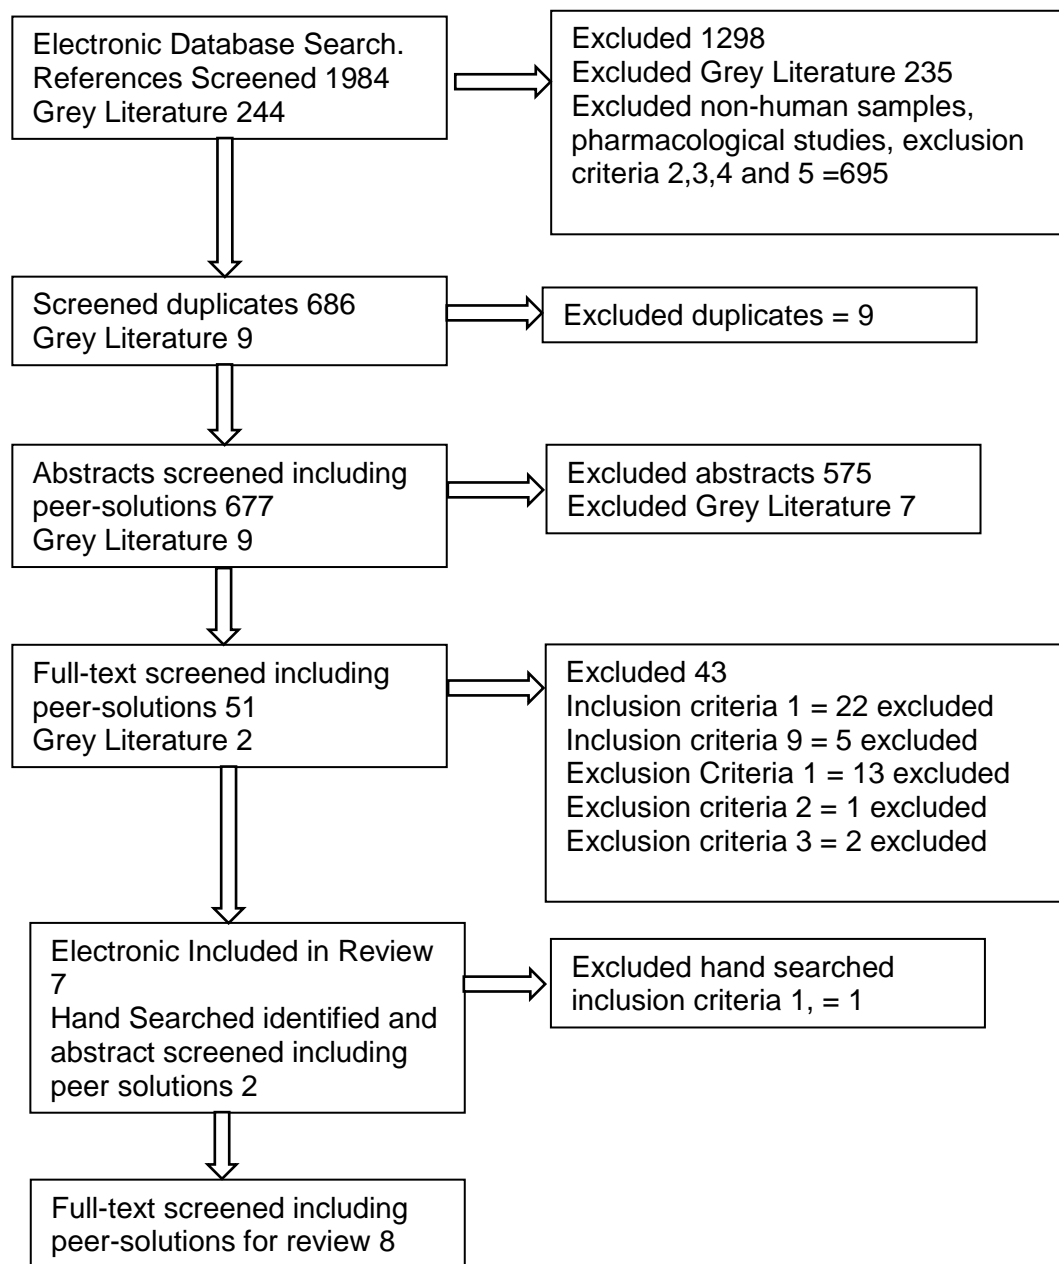 Electronic Database Search.
References Screened 1984
Grey Literature 244
Excluded 1298
Excluded Grey Literature 235
Excluded non-human samples,
pharmacological studies, exclusion
criteria 2,3,4 and 5 =695
Screened duplicates 686
Grey Literature 9
Excluded duplicates = 9
Abstracts screened including
peer-solutions 677
Grey Literature 9
Excluded abstracts 575
Excluded Grey Literature 7
Full-text screened including
peer-solutions 51
Grey Literature 2
Excluded 43
Inclusion criteria 1 = 22 excluded
Inclusion criteria 9 = 5 excluded
Exclusion Criteria 1 = 13 excluded
Exclusion criteria 2 = 1 excluded
Exclusion criteria 3 = 2 excluded
Electronic Included in Review
7
Hand Searched identified and
abstract screened including
peer solutions 2
Excluded hand searched
inclusion criteria 1, = 1
Full-text screened including
peer-solutions for review 8